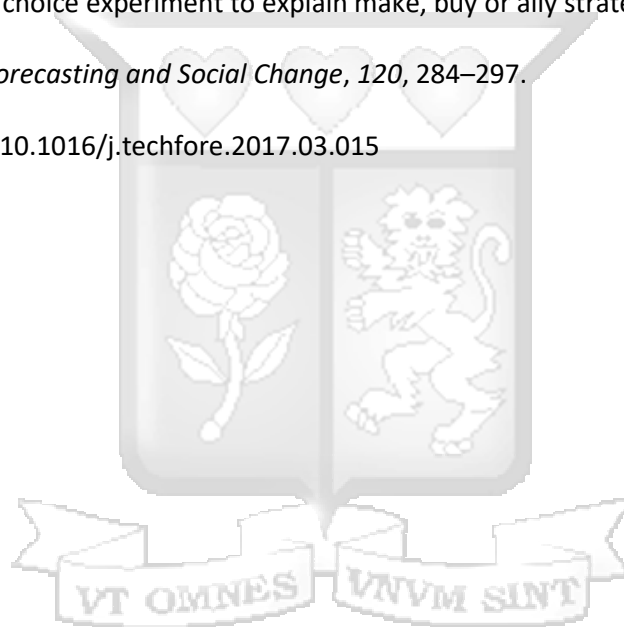 choice experiment to explain make, buy or ally strate
orecasting and Social Change, 120, 284–297.
10.1016/j.techfore.2017.03.015
VT OMNES VNVM SINT